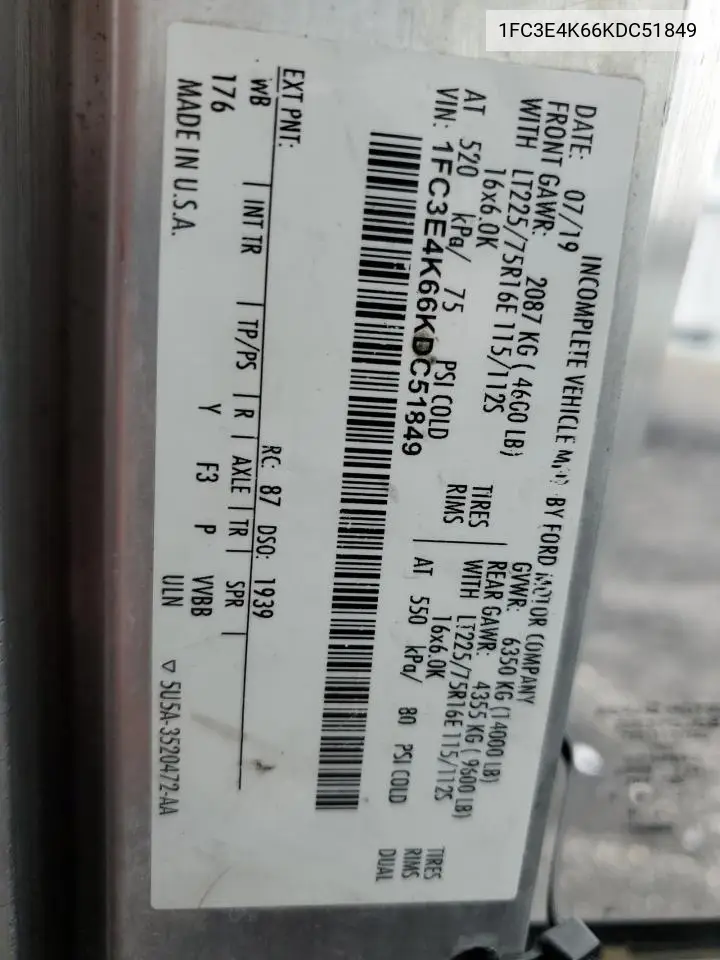 1FC3E4K66KDC51849
INCOMPLETE VEHICLE BY FORD MOTOR COMPANY
DATE: 07/19 GVWR: 6350 KG (14000 LB)
FRONT GAWR: 2087 KG (4600 LB) REAR GAWR: 4355 KG (9600 LB)
WITH LT225/75R16E 115/112S TIRES WITH LT225/75R16E 115/112S TIRES
16x6.0K RIMS 16x6.0K RIMS
AT 520 kPa/ 75 PSI COLD AT 550 kPa/ 80 PSI COLD DUAL
VIN: 1FC3E4K66KDC51849
EXT PNT: RC: 87 DSO: 1939
WB | INT TR | TP/PS | R | AXLE | TR | SPR |
176 Y F3 P VVBB
MADE IN U.S.A. ULN ▽ 5U5A-3520472-AA